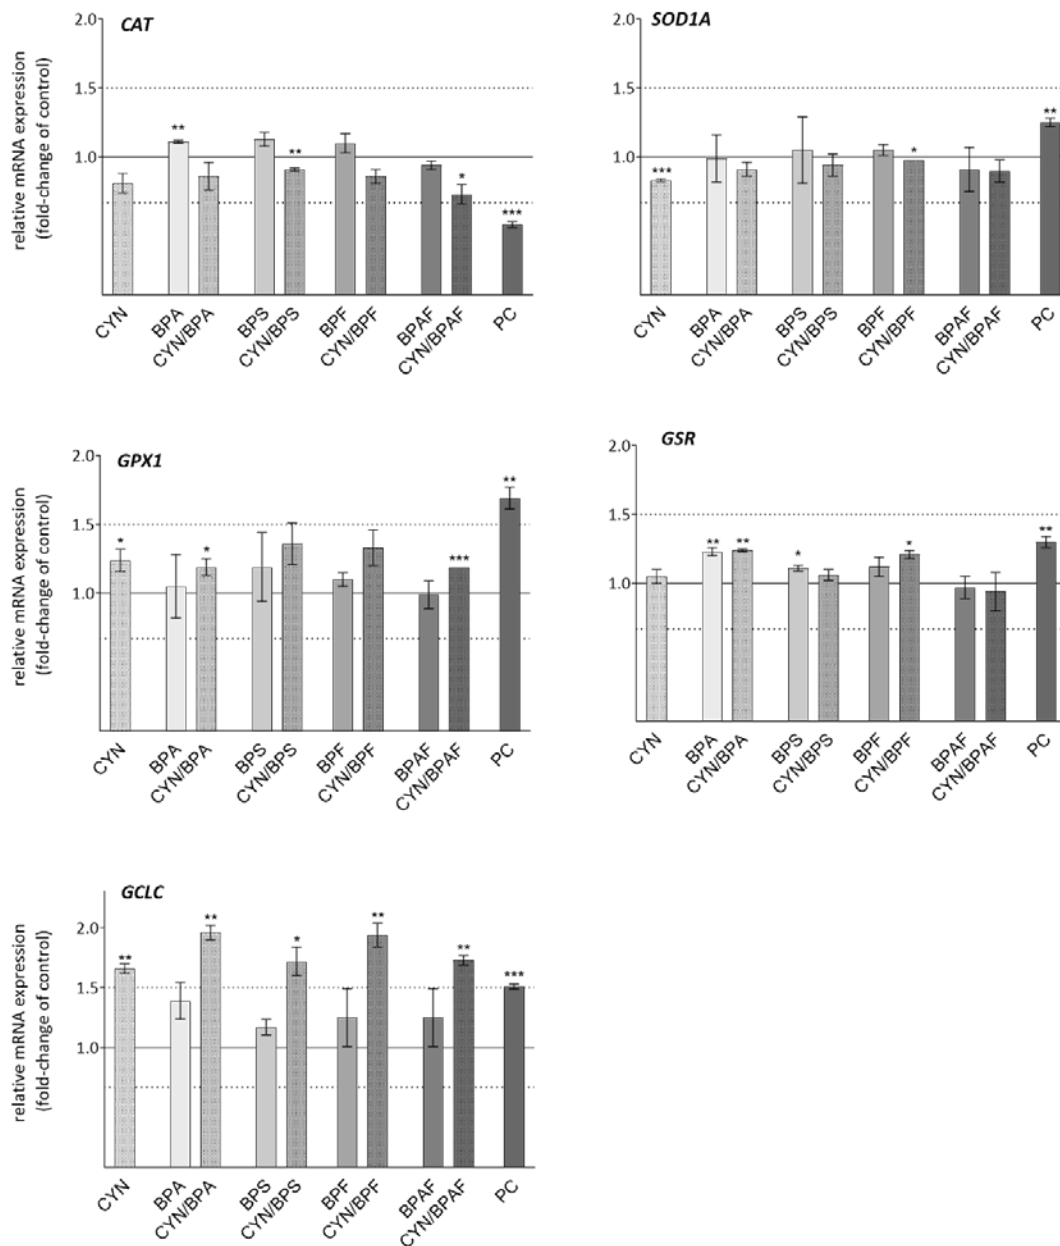 CAT
relative mRNA expression
(fold-change of control)
2.0
1.5
1.0
**
**
*
***
CYN
BPA
CYN/BPA
BPS
CYN/BPS
BPF
CYN/BPF
BPAF
CYN/BPAF
PC
SOD1A
2.0
1.5
1.0
***
*
**
CYN
BPA
CYN/BPA
BPS
CYN/BPS
BPF
CYN/BPF
BPAF
CYN/BPAF
PC
GPX1
relative mRNA expression
(fold-change of control)
2.0
1.5
1.0
*
*
***
**
CYN
BPA
CYN/BPA
BPS
CYN/BPS
BPF
CYN/BPF
BPAF
CYN/BPAF
PC
GSR
2.0
1.5
1.0
**
**
*
*
**
CYN
BPA
CYN/BPA
BPS
CYN/BPS
BPF
CYN/BPF
BPAF
CYN/BPAF
PC
GCLC
relative mRNA expression
(fold-change of control)
2.0
1.5
1.0
**
**
*
**
**
***
CYN
BPA
CYN/BPA
BPS
CYN/BPS
BPF
CYN/BPF
BPAF
CYN/BPAF
PC